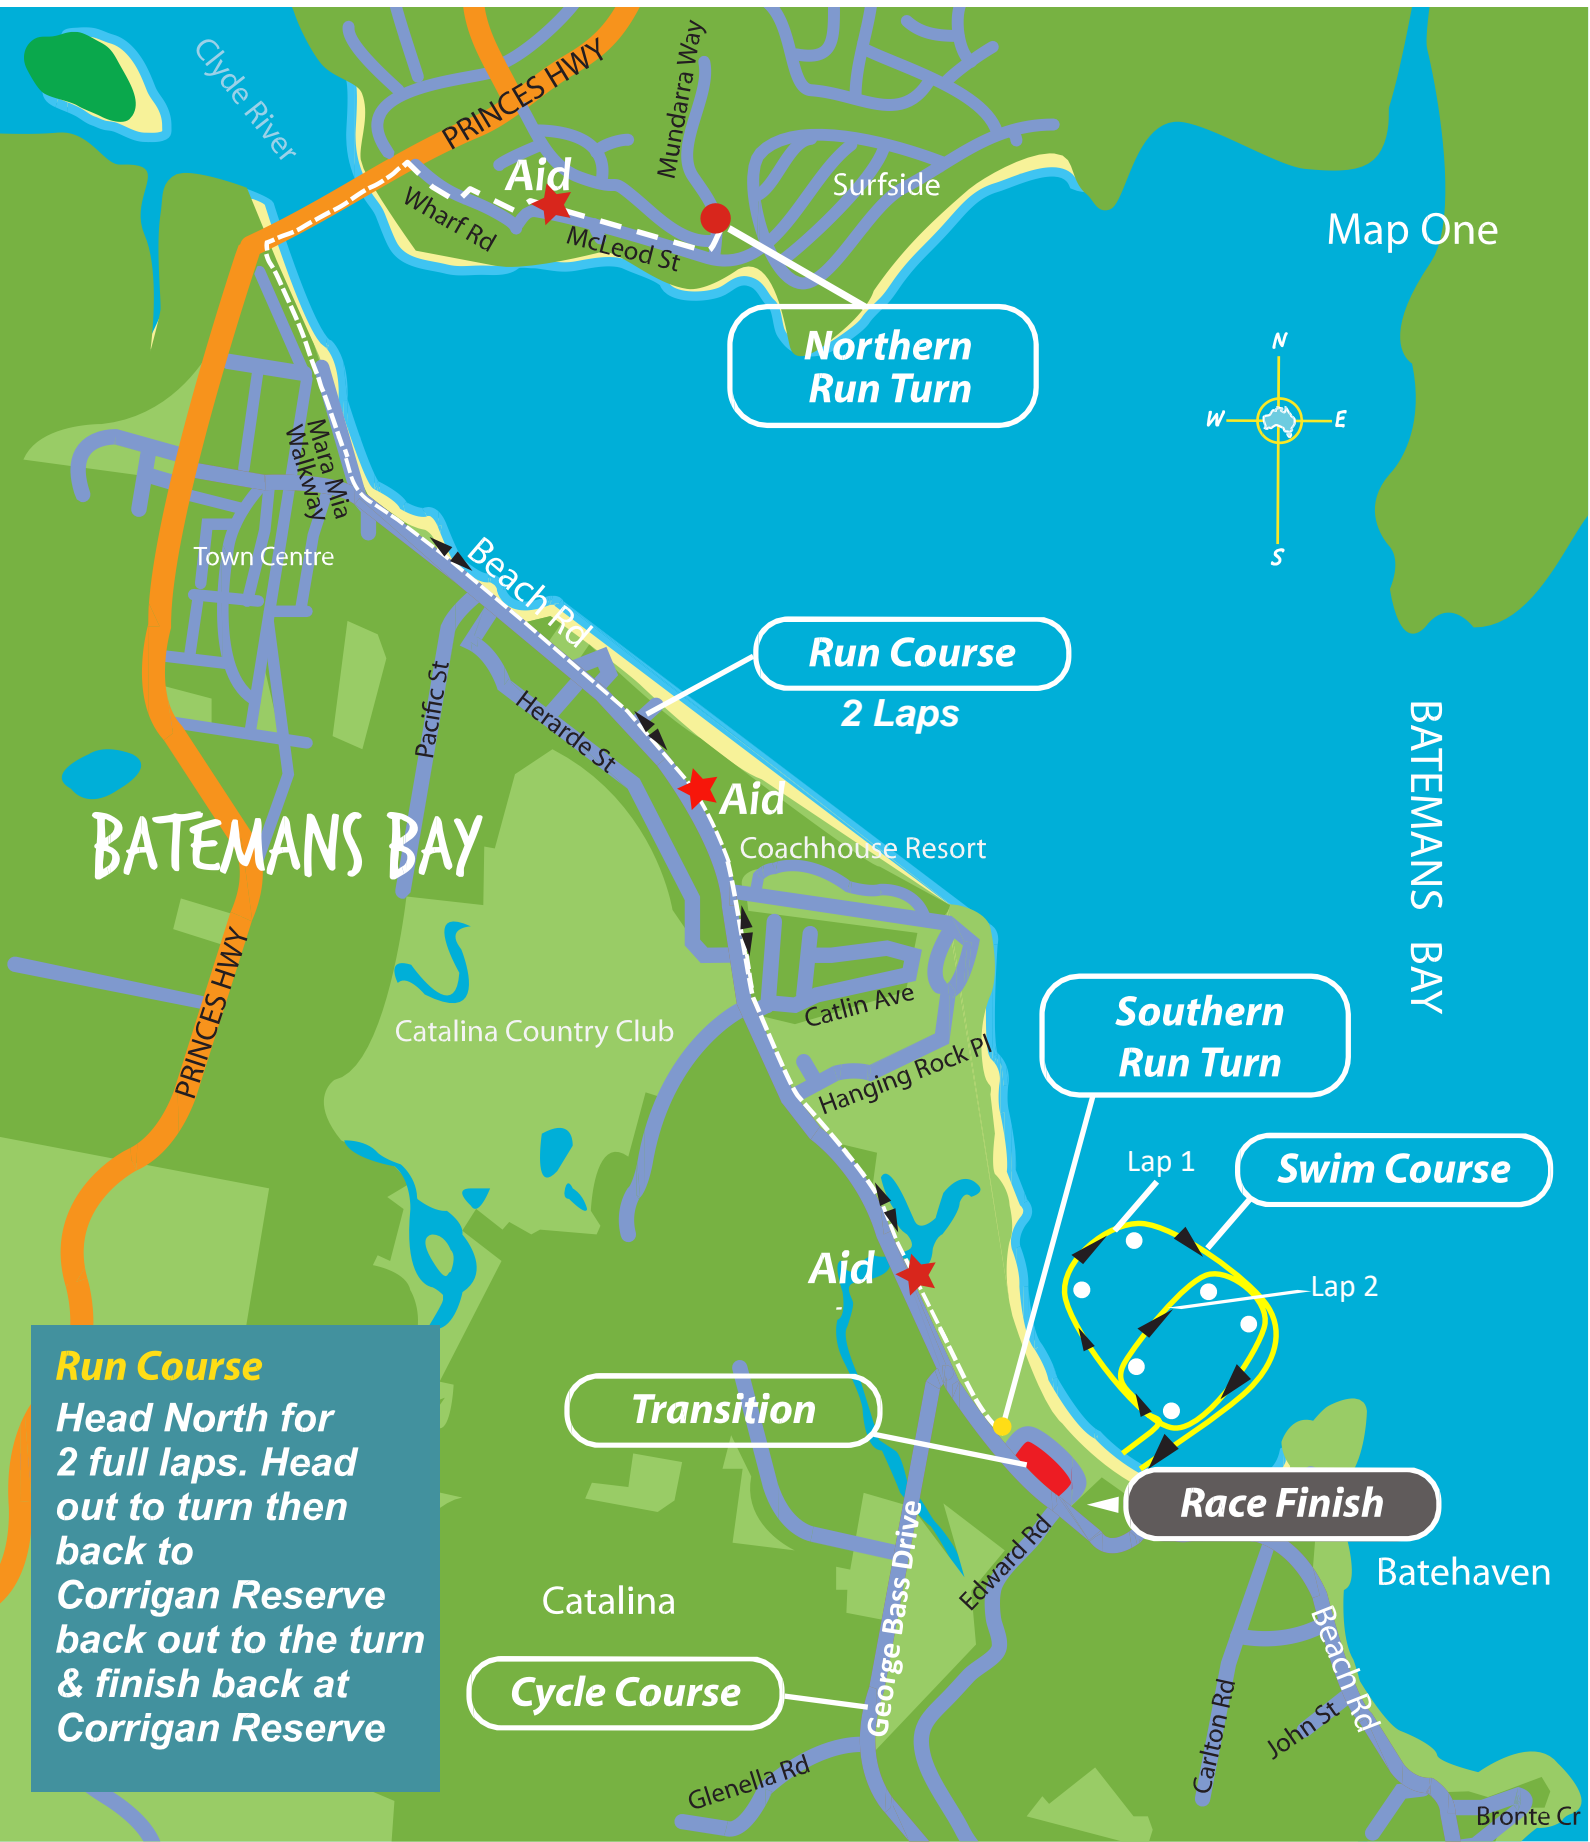 Clyde River
PRINCES HWY
Mundarra Way
Aid
Surfside
Wharf Rd
McLeod St
Map One
Northern
Run Turn
N
W
E
S
Mara Mia
Walkway
Town Centre
Beach Rd
Run Course
2 Laps
Pacific St
Herarde St
BATEMANS BAY
Aid
BATEMANS BAY
Coachhouse Resort
PRINCES HWY
Catalina Country Club
Catlin Ave
Hanging Rock Pl
Southern
Run Turn
Lap 1
Swim Course
Aid
Lap 2
Transition
Race Finish
Run Course
Head North for
2 full laps. Head
out to turn then
back to
Corrigan Reserve
back out to the turn
& finish back at
Corrigan Reserve
George Bass Drive
Edward Rd
Batehaven
Catalina
Cycle Course
Beach Rd
Carlton Rd
John St
Glenella Rd
Bronte Cr